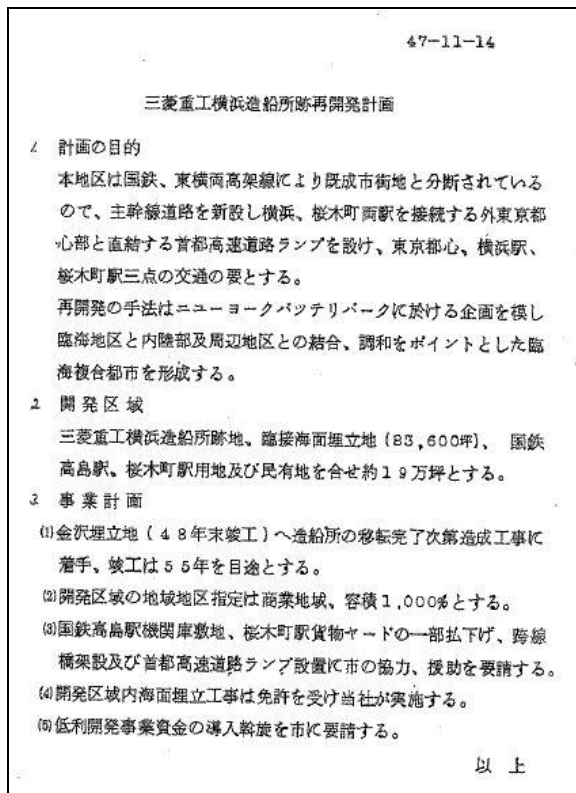 47-11-14
三菱重工横浜造船所跡再開発計画
1 計画の目的
本地区は国鉄、東横両高架線により既成市街地と分断されている
ので、主幹線道路を新設し横浜、桜木町両駅を接続する外東京都
心部と直結する首都高速道路ランプを設け、東京都心、横浜駅、
桜木町駅三点の交通の要とする。
再開発の手法はニューヨークバッテリパークに於ける企画を模し
臨海地区と内陸部及周辺地区との結合、調和をポイントとした臨
海複合都市を形成する。
2 開発区域
三菱重工横浜造船所跡地、臨接海面埋立地(83,600坪)、国鉄
高島駅、桜木町駅用地及び民有地を合せ約19万坪とする。
3 事業計画
⑴金沢埋立地(48年末竣工)へ造船所の移転完了次第造成工事に
着手、竣工は55年を目途とする。
⑵開発区域の地域地区指定は商業地域、容積1,000%とする。
⑶国鉄高島駅機関庫敷地、桜木町駅貨物ヤードの一部払下げ、跨線
橋架設及び首都高速道路ランプ設置に市の協力、援助を要請する。
⑷開発区域内海面埋立工事は免許を受け当社が実施する。
⑸低利開発事業資金の導入斡旋を市に要請する。
以上